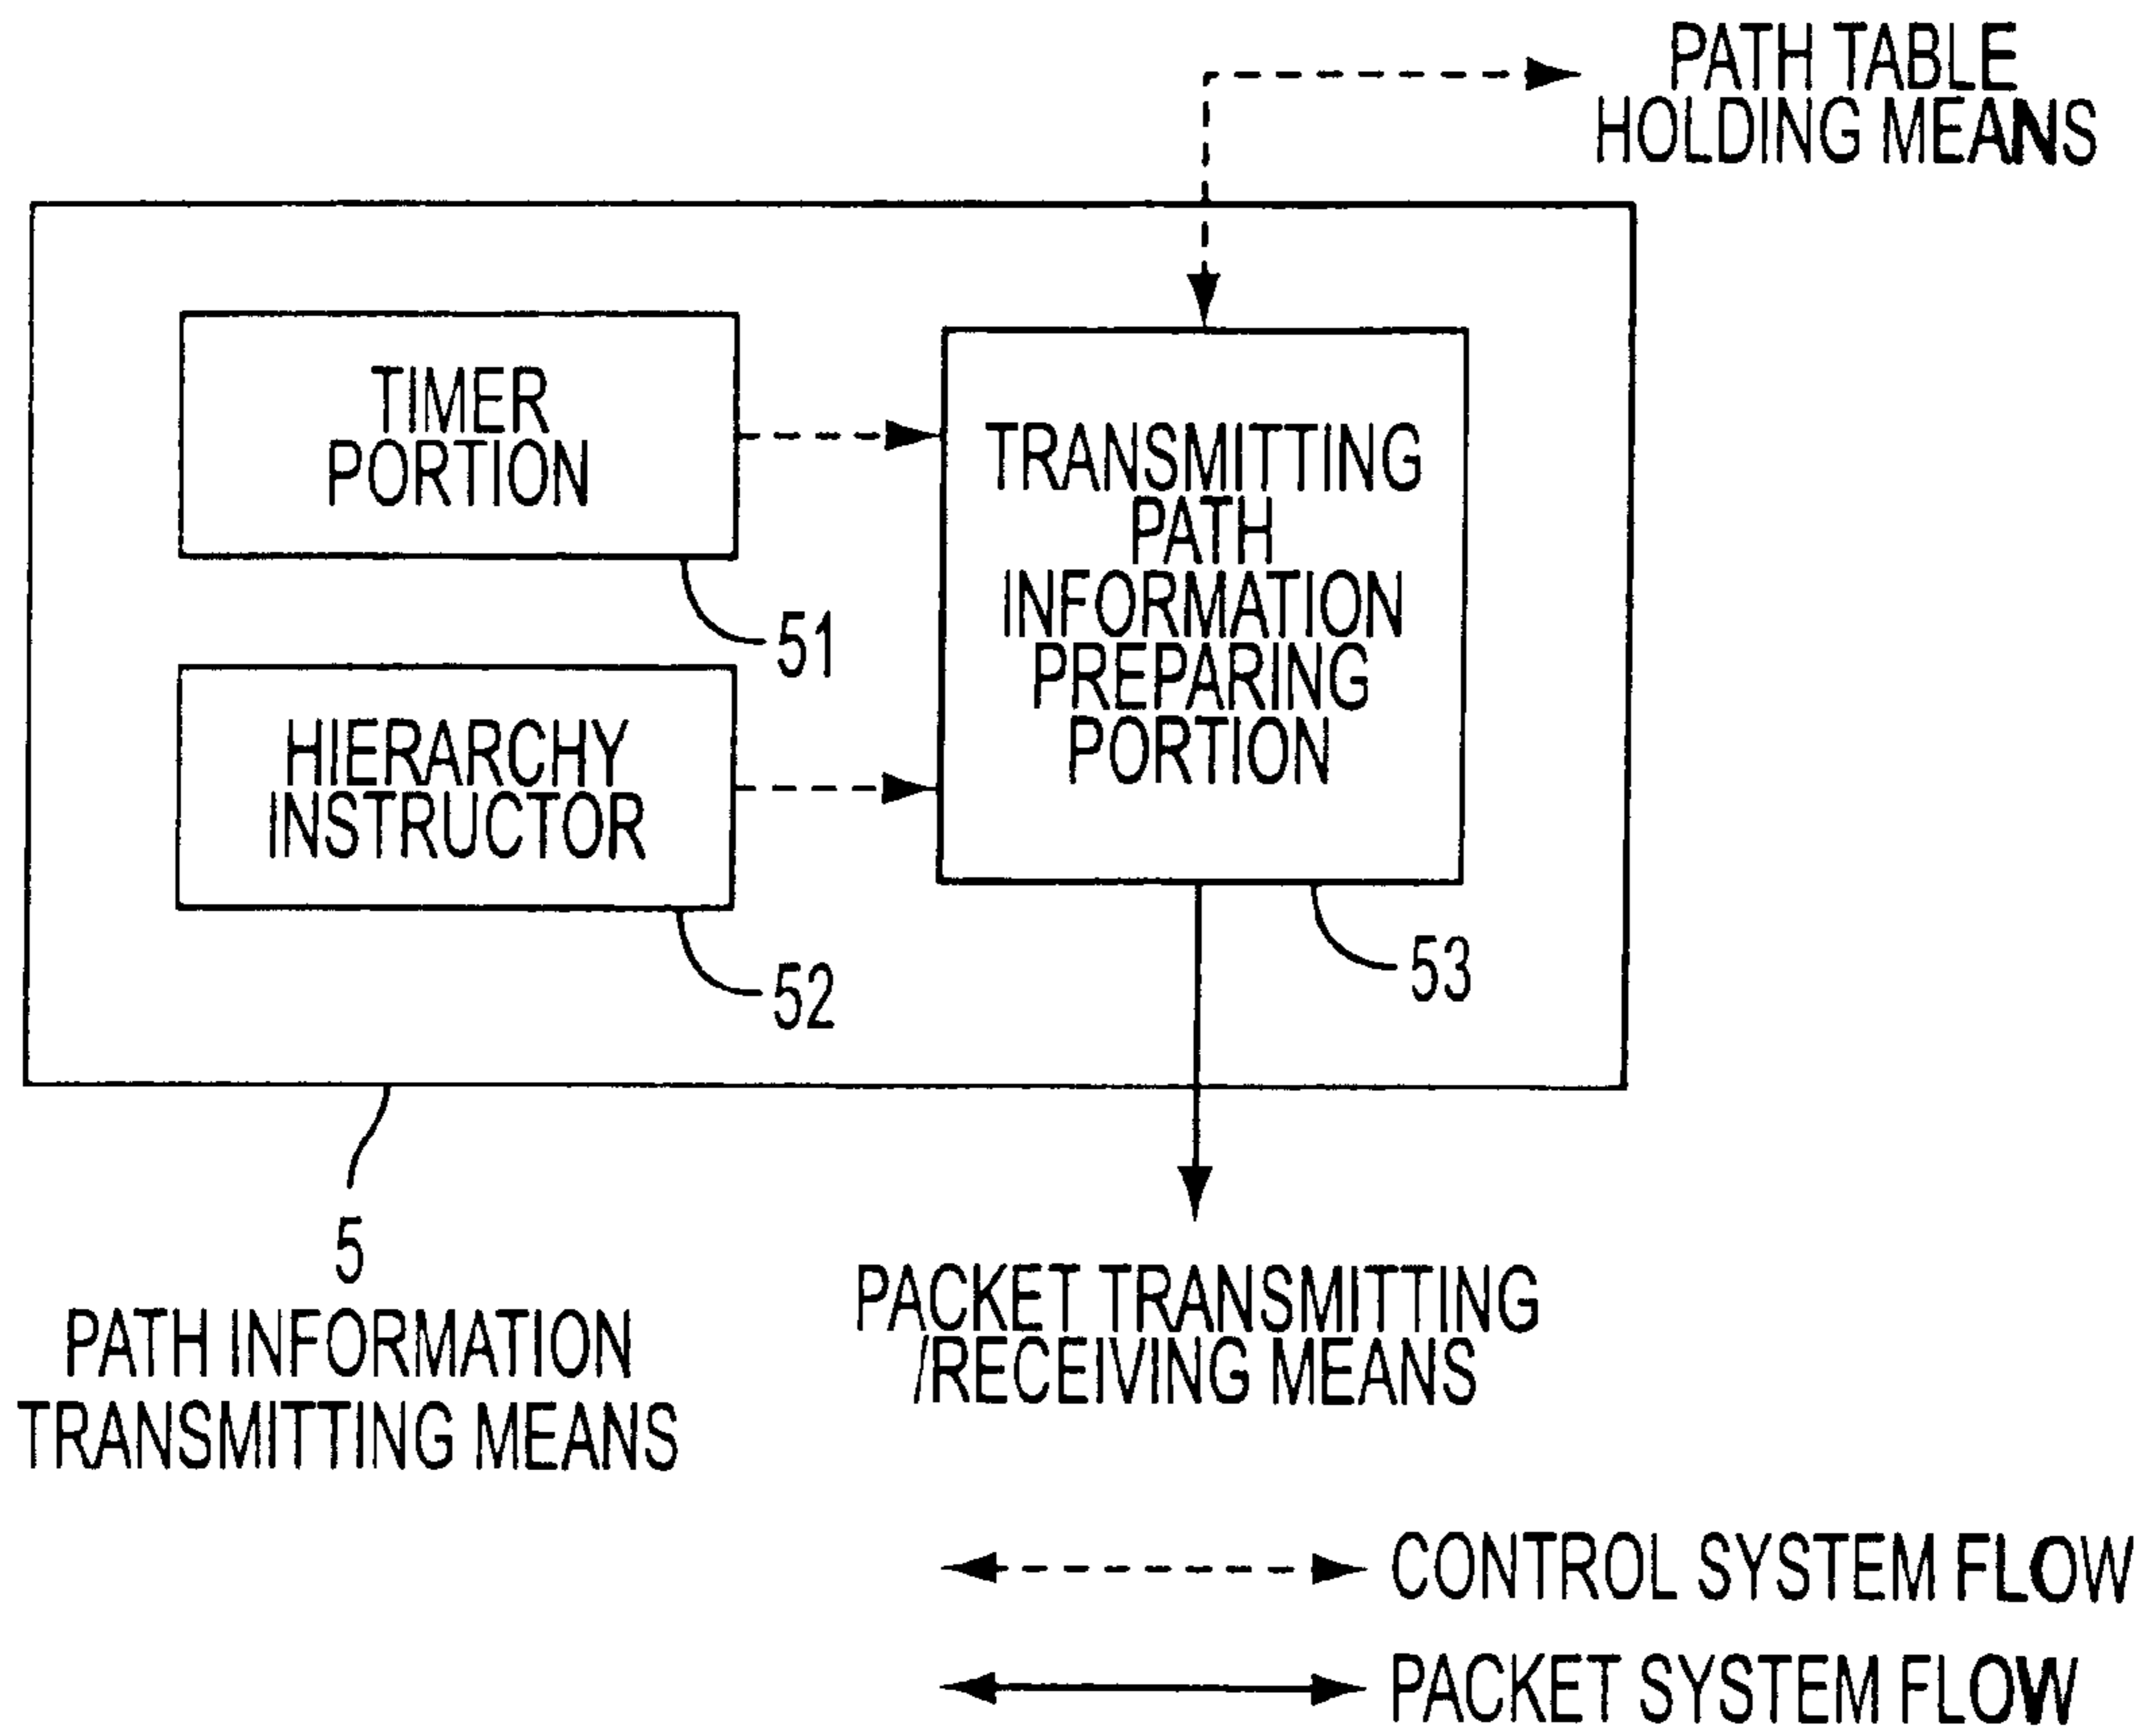 PATH TABLE
HOLDING MEANS
TIMER
PORTION
51
HIERARCHY
INSTRUCTOR
52
TRANSMITTING
PATH
INFORMATION
PREPARING
PORTION
53
5
PATH INFORMATION
TRANSMITTING MEANS
PACKET TRANSMITTING
/RECEIVING MEANS
CONTROL SYSTEM FLOW
PACKET SYSTEM FLOW